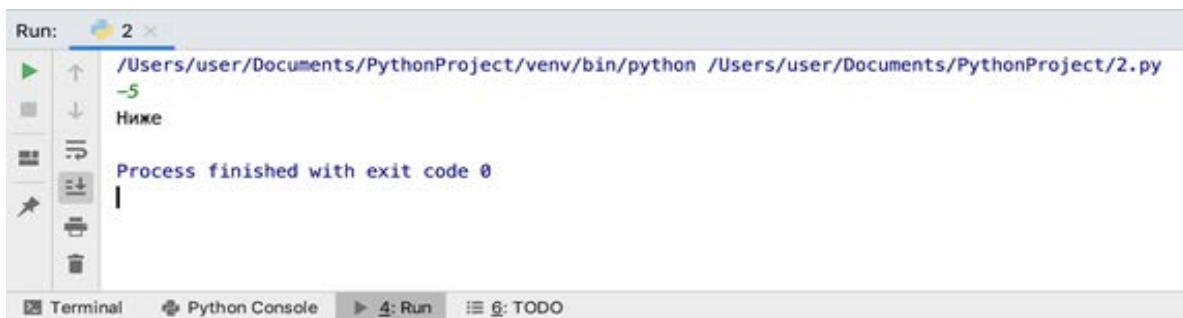 Run: 2
/Users/user/Documents/PythonProject/venv/bin/python /Users/user/Documents/PythonProject/2.py
-5
Ниже
Process finished with exit code 0
Terminal Python Console 4: Run 6: TODO